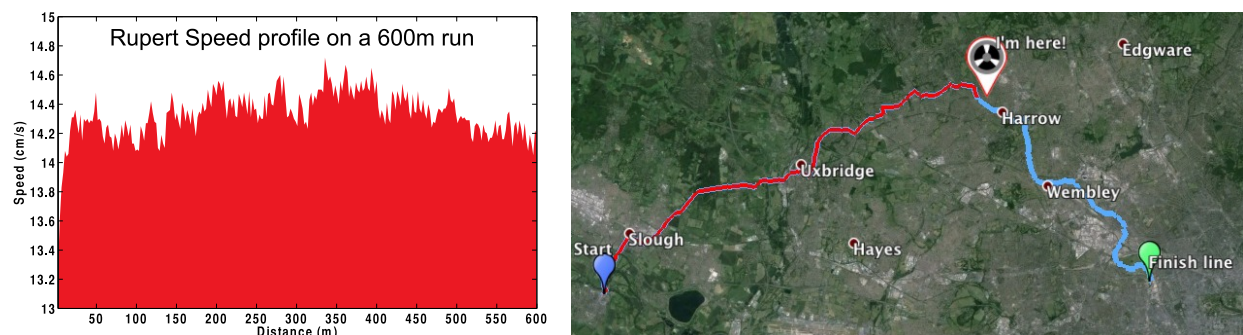 Rupert Speed profile on a 600m run
Speed (cm/s)
15
14.8
14.6
14.4
14.2
14
13.8
13.6
13.4
13.2
13
50 100 150 200 250 300 350 400 450 500 550 600
Distance (m)
I'm here!
Edgware
Harrow
Uxbridge
Wembley
Slough
Hayes
Start
Finish line